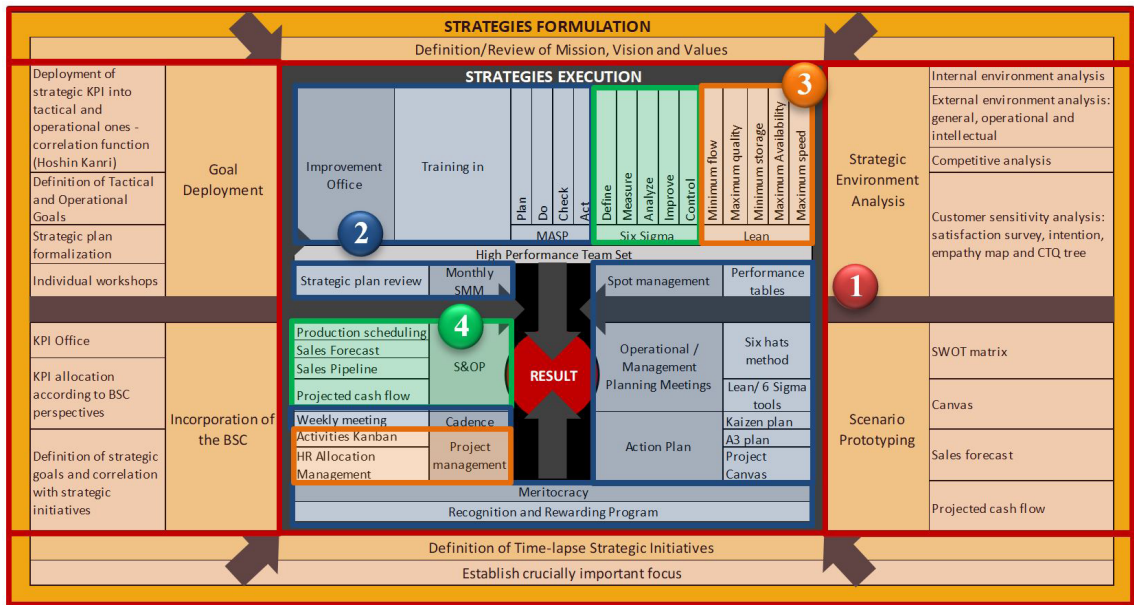 STRATEGIES FORMULATION
Definition/Review of Mission, Vision and Values
Deployment of
strategic KPI into
tactical and
operational ones -
correlation function
(Hoshin Kanri)
Definition of Tactical
and Operational
Goals
Strategic plan
formalization
Individual workshops
Goal
Deployment
KPI Office
KPI allocation
according to BSC
perspectives
Definition of strategic
goals and correlation
with strategic
initiatives
Incorporation of
the BSC
STRATEGIES EXECUTION
Improvement
Office
Training in
Plan
Do
Check
Act
MASP
Define
Measure
Analyze
Improve
Control
Six Sigma
Minimum flow
Maximum quality
Minimum storage
Maximum Availability
Maximum speed
Lean
3
2
High Performance Team Set
Strategic plan review
Monthly
SMM
Spot management
Performance
tables
4
Production scheduling
Sales Forecast
Sales Pipeline
Projected cash flow
S&OP
RESULT
Operational /
Management
Planning Meetings
Six hats
method
Lean/ 6 Sigma
tools
Weekly meeting
Cadence
Activities Kanban
HR Allocation
Management
Project
management
Action Plan
Kaizen plan
A3 plan
Project
Canvas
Meritocracy
Recognition and Rewarding Program
Strategic
Environment
Analysis
Internal environment analysis
External environment analysis:
general, operational and
intellectual
Competitive analysis
Customer sensitivity analysis:
satisfaction survey, intention,
empathy map and CTQ tree
1
Scenario
Prototyping
SWOT matrix
Canvas
Sales forecast
Projected cash flow
Definition of Time-lapse Strategic Initiatives
Establish crucially important focus